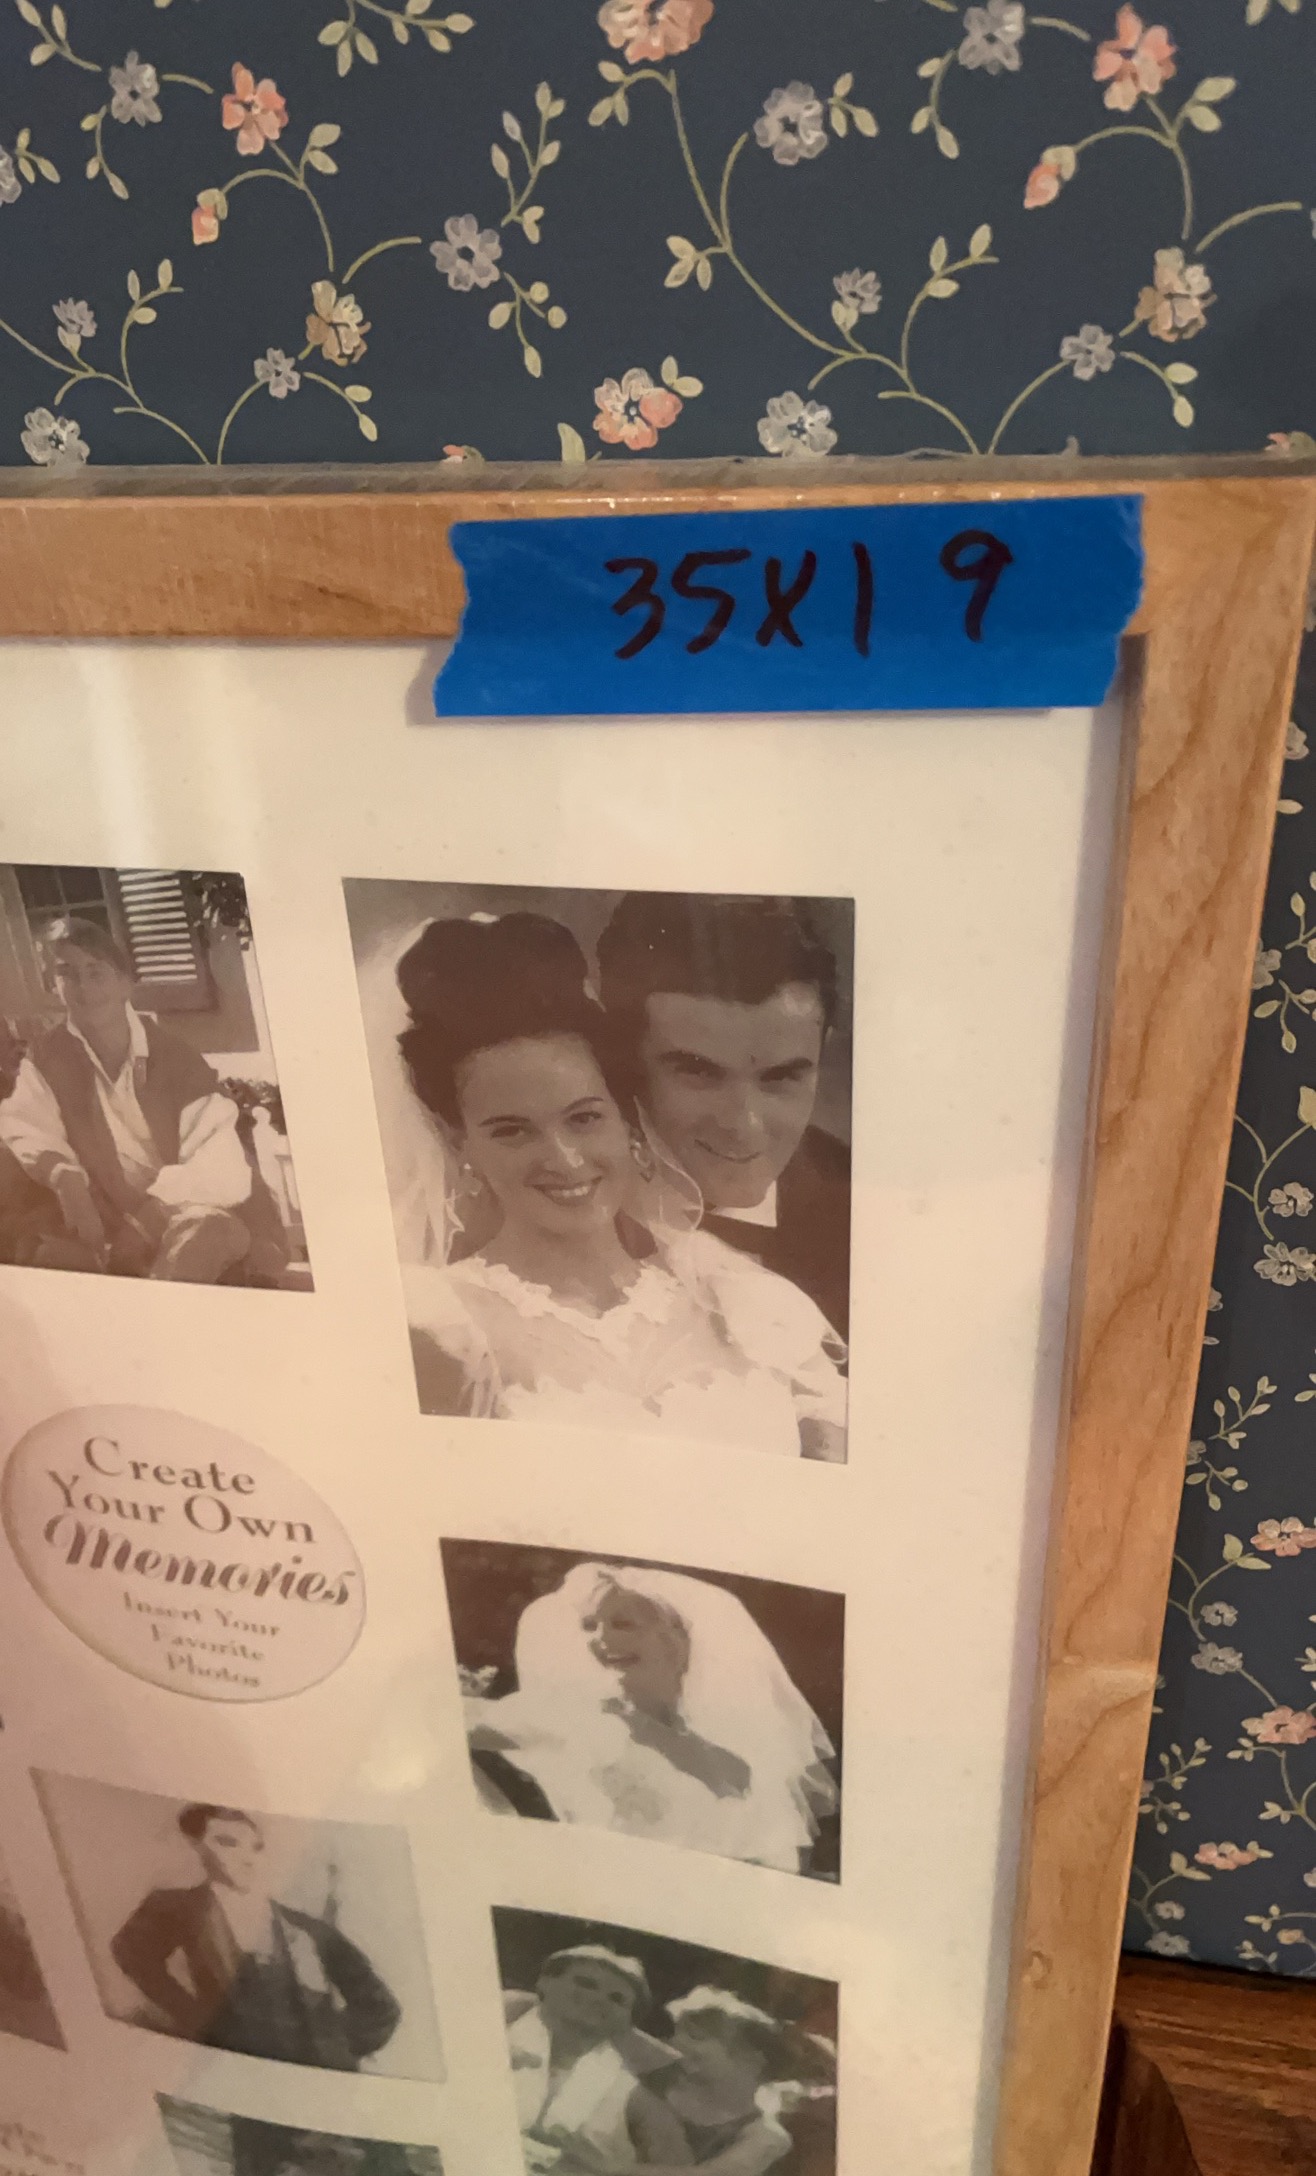 35X19
Create
Your Own
Memories
Insert Your
Favorite
Photos